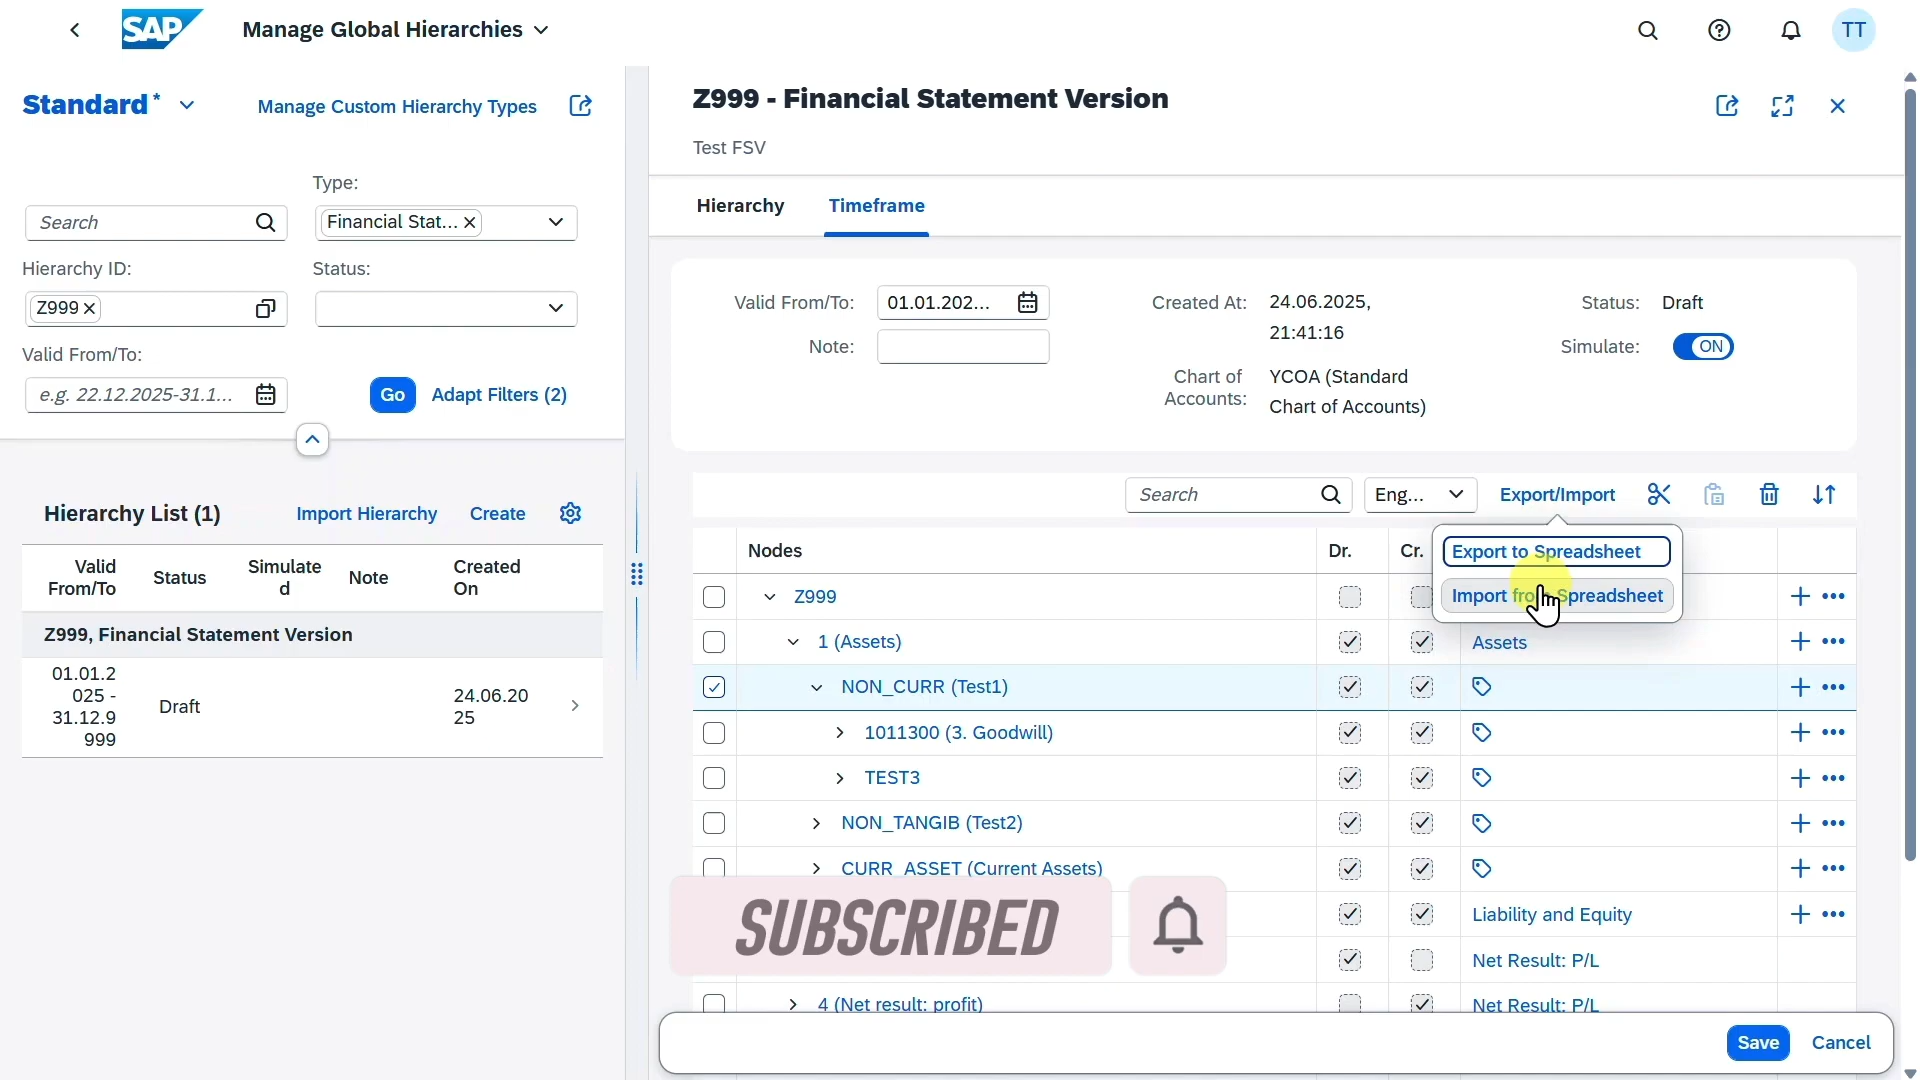 SAP
Manage Global Hierarchies
TT
Standard *
Manage Custom Hierarchy Types
Type:
Search
Financial Stat...
Hierarchy ID:
Status:
Z999
Valid From/To:
e.g. 22.12.2025-31.1...
Go
Adapt Filters (2)
Hierarchy List (1)
Import Hierarchy
Create
Valid From/To
Status
Simulated
Note
Created On
Z999, Financial Statement Version
01.01.2
025 -
31.12.9
999
Draft
24.06.20
25
Z999 - Financial Statement Version
Test FSV
Hierarchy
Timeframe
Valid From/To:
01.01.202...
Note:
Created At:
24.06.2025,
21:41:16
Chart of
Accounts:
YCOA (Standard
Chart of Accounts)
Status:
Draft
Simulate:
ON
Search
Eng...
Export/Import
Export to Spreadsheet
Import from Spreadsheet
Nodes
Dr.
Cr.
Z999
1 (Assets)
Assets
NON_CURR (Test1)
1011300 (3. Goodwill)
TEST3
NON_TANGIB (Test2)
CURR_ASSET (Current Assets)
SUBSCRIBED
Liability and Equity
Net Result: P/L
4 (Net result: profit)
Net Result: P/L
Save
Cancel